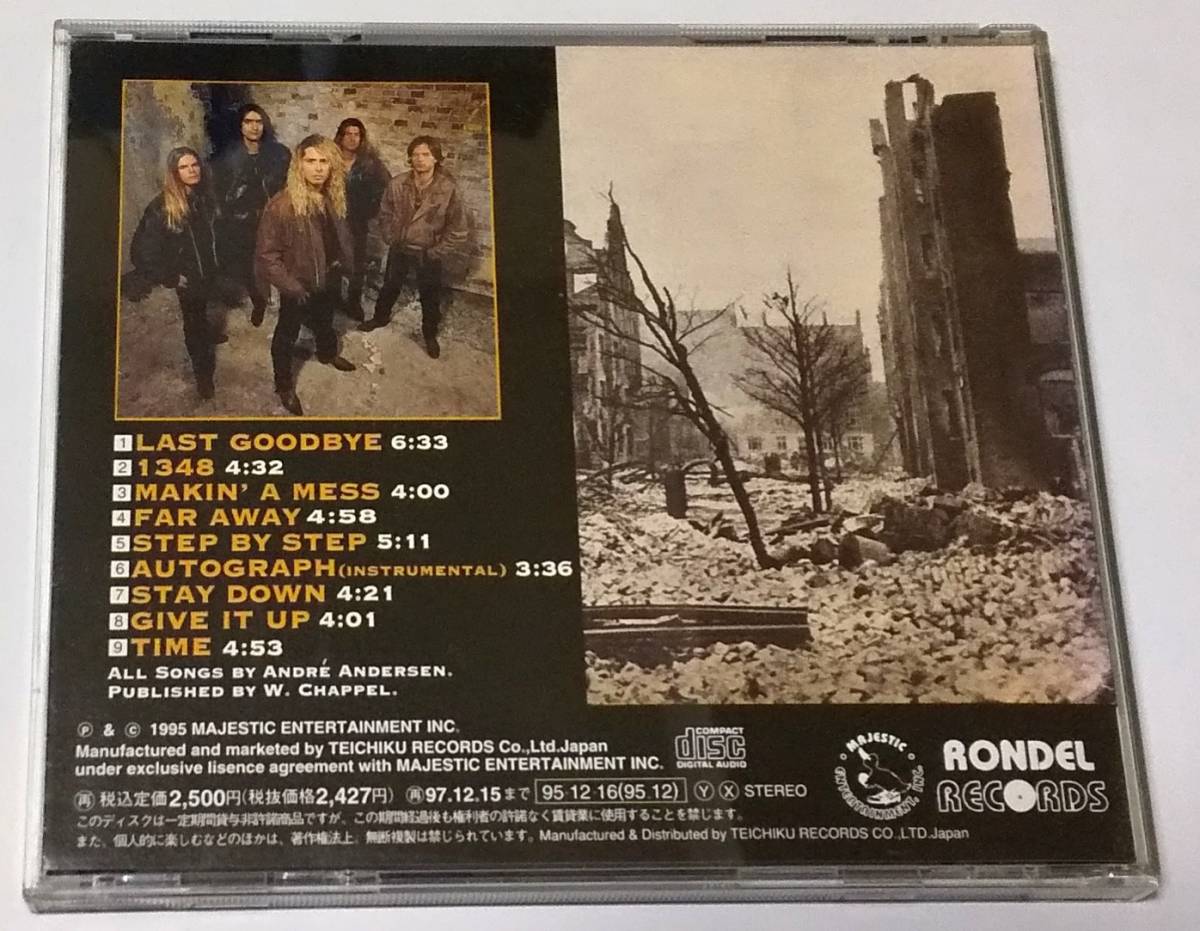 1 LAST GOODBYE 6:33
2 1348 4:32
3 MAKIN' A MESS 4:00
4 FAR AWAY 4:58
5 STEP BY STEP 5:11
6 AUTOGRAPH (INSTRUMENTAL) 3:36
7 STAY DOWN 4:21
8 GIVE IT UP 4:01
9 TIME 4:53
ALL SONGS BY ANDRÉ ANDERSEN.
PUBLISHED BY W. CHAPPEL.
Ⓟ & © 1995 MAJESTIC ENTERTAINMENT INC.
Manufactured and marketed by TEICHIKU RECORDS Co.,Ltd.Japan
under exclusive lisence agreement with MAJESTIC ENTERTAINMENT INC.
COMPACT
disc
DIGITAL AUDIO
MAJESTIC
ENTERTAINMENT, INC.
RONDEL
RECORDS
再 税込定価2,500円(税抜価格2,427円) 再97.12.15まで 95·12·16(95.12) Ⓨ Ⓧ STEREO
このディスクは一定期間貸与非許諾商品ですが、この期間経過後も権利者の許諾なく賃貸業に使用することを禁じます。
また、個人的に楽しむなどのほかは、著作権法上、無断複製は禁じられています。Manufactured & Distributed by TEICHIKU RECORDS CO.,LTD.Japan